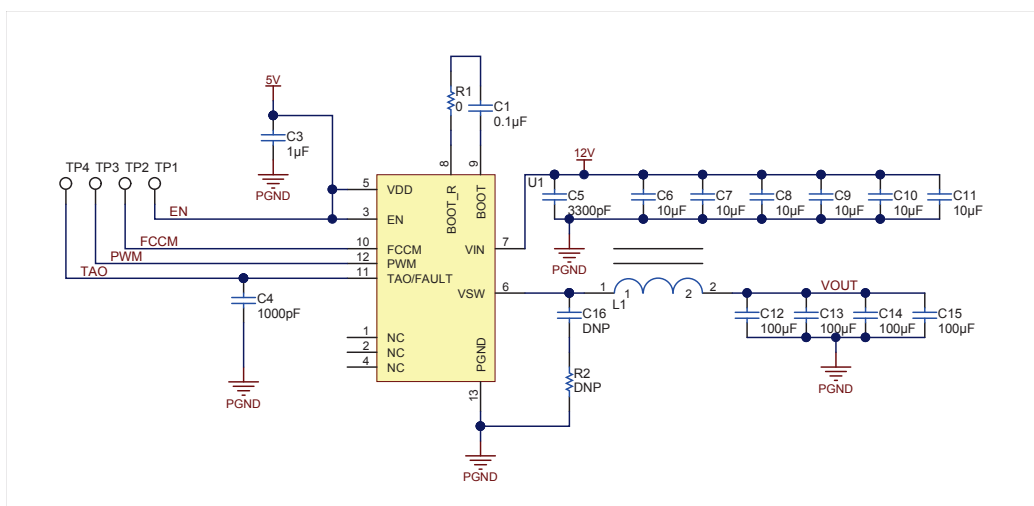 R1
0
C1
0.1µF
5V
C3
1µF
PGND
TP4 TP3 TP2 TP1
EN
FCCM
PWM
TAO
C4
1000pF
PGND
8
9
BOOT_R
BOOT
U1
5
VDD
3
EN
10
FCCM
12
PWM
11
TAO/FAULT
1
NC
2
NC
4
NC
VIN
7
VSW
6
PGND
13
PGND
12V
C5
3300pF
C6
10µF
C7
10µF
C8
10µF
C9
10µF
C10
10µF
C11
10µF
PGND
1
1
2
2
L1
C16
DNP
R2
DNP
VOUT
C12
100µF
C13
100µF
C14
100µF
C15
100µF
PGND